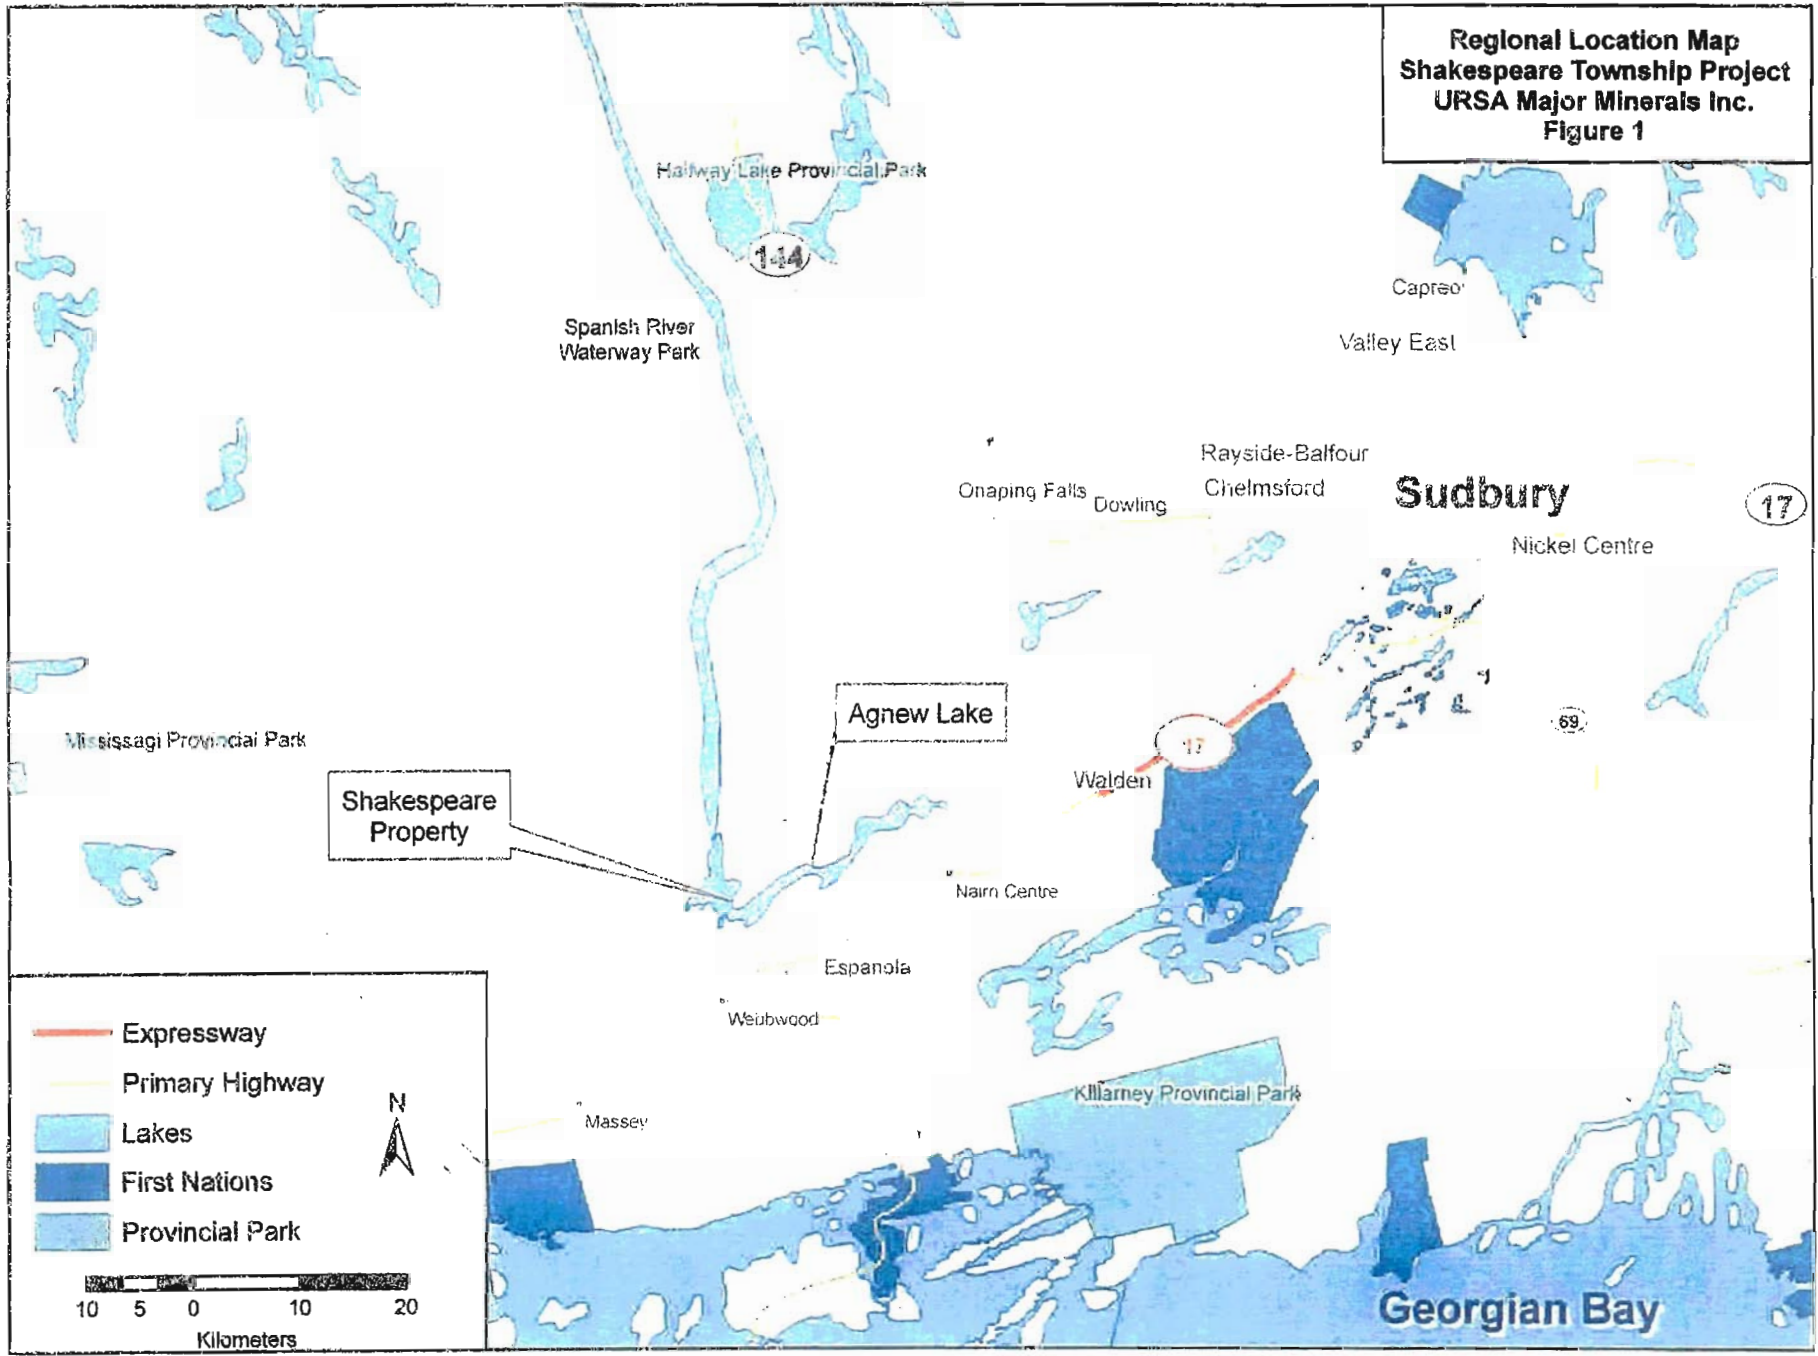 Regional Location Map
Shakespeare Township Project
URSA Major Minerals Inc.
Figure 1
Halfway Lake Provincial Park
144
Capreol
Valley East
Spanish River
Waterway Park
Rayside-Balfour
Chelmsford
Sudbury
17
Onaping Falls
Dowling
Nickel Centre
Agnew Lake
69
17
Mississagi Provincial Park
Walden
Shakespeare
Property
Nairn Centre
Espanola
Webbwood
Expressway
Primary Highway
N
Killarney Provincial Park
Massey
Lakes
First Nations
Provincial Park
10 5 0 10 20
Kilometers
Georgian Bay